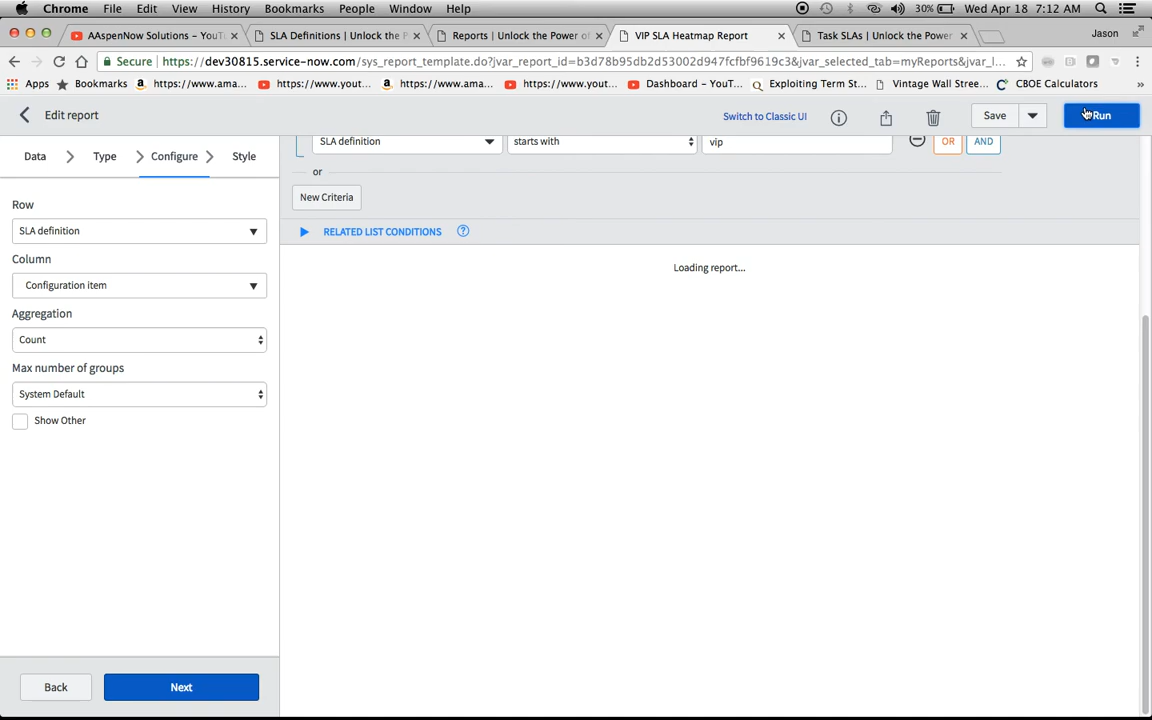 Chrome File Edit View History Bookmarks People Window Help 30% Wed Apr 18 7:12 AM
AAspenNow Solutions – YouTu SLA Definitions | Unlock the P Reports | Unlock the Power of VIP SLA Heatmap Report Task SLAs | Unlock the Power Jason
Secure https://dev30815.service-now.com/sys_report_template.do?jvar_report_id=b3d78b95db2d53002d947fcfbf9619c3&jvar_selected_tab=myReports&jvar_l...
Apps Bookmarks https://www.ama... https://www.yout... https://www.ama... https://www.yout... Dashboard – YouT... Exploiting Term St... Vintage Wall Stree... CBOE Calculators »
Edit report Switch to Classic UI Save Run
Data Type Configure Style
SLA definition starts with vip OR AND
or
New Criteria
RELATED LIST CONDITIONS ?
Loading report...
Row
SLA definition
Column
Configuration item
Aggregation
Count
Max number of groups
System Default
Show Other
Back Next